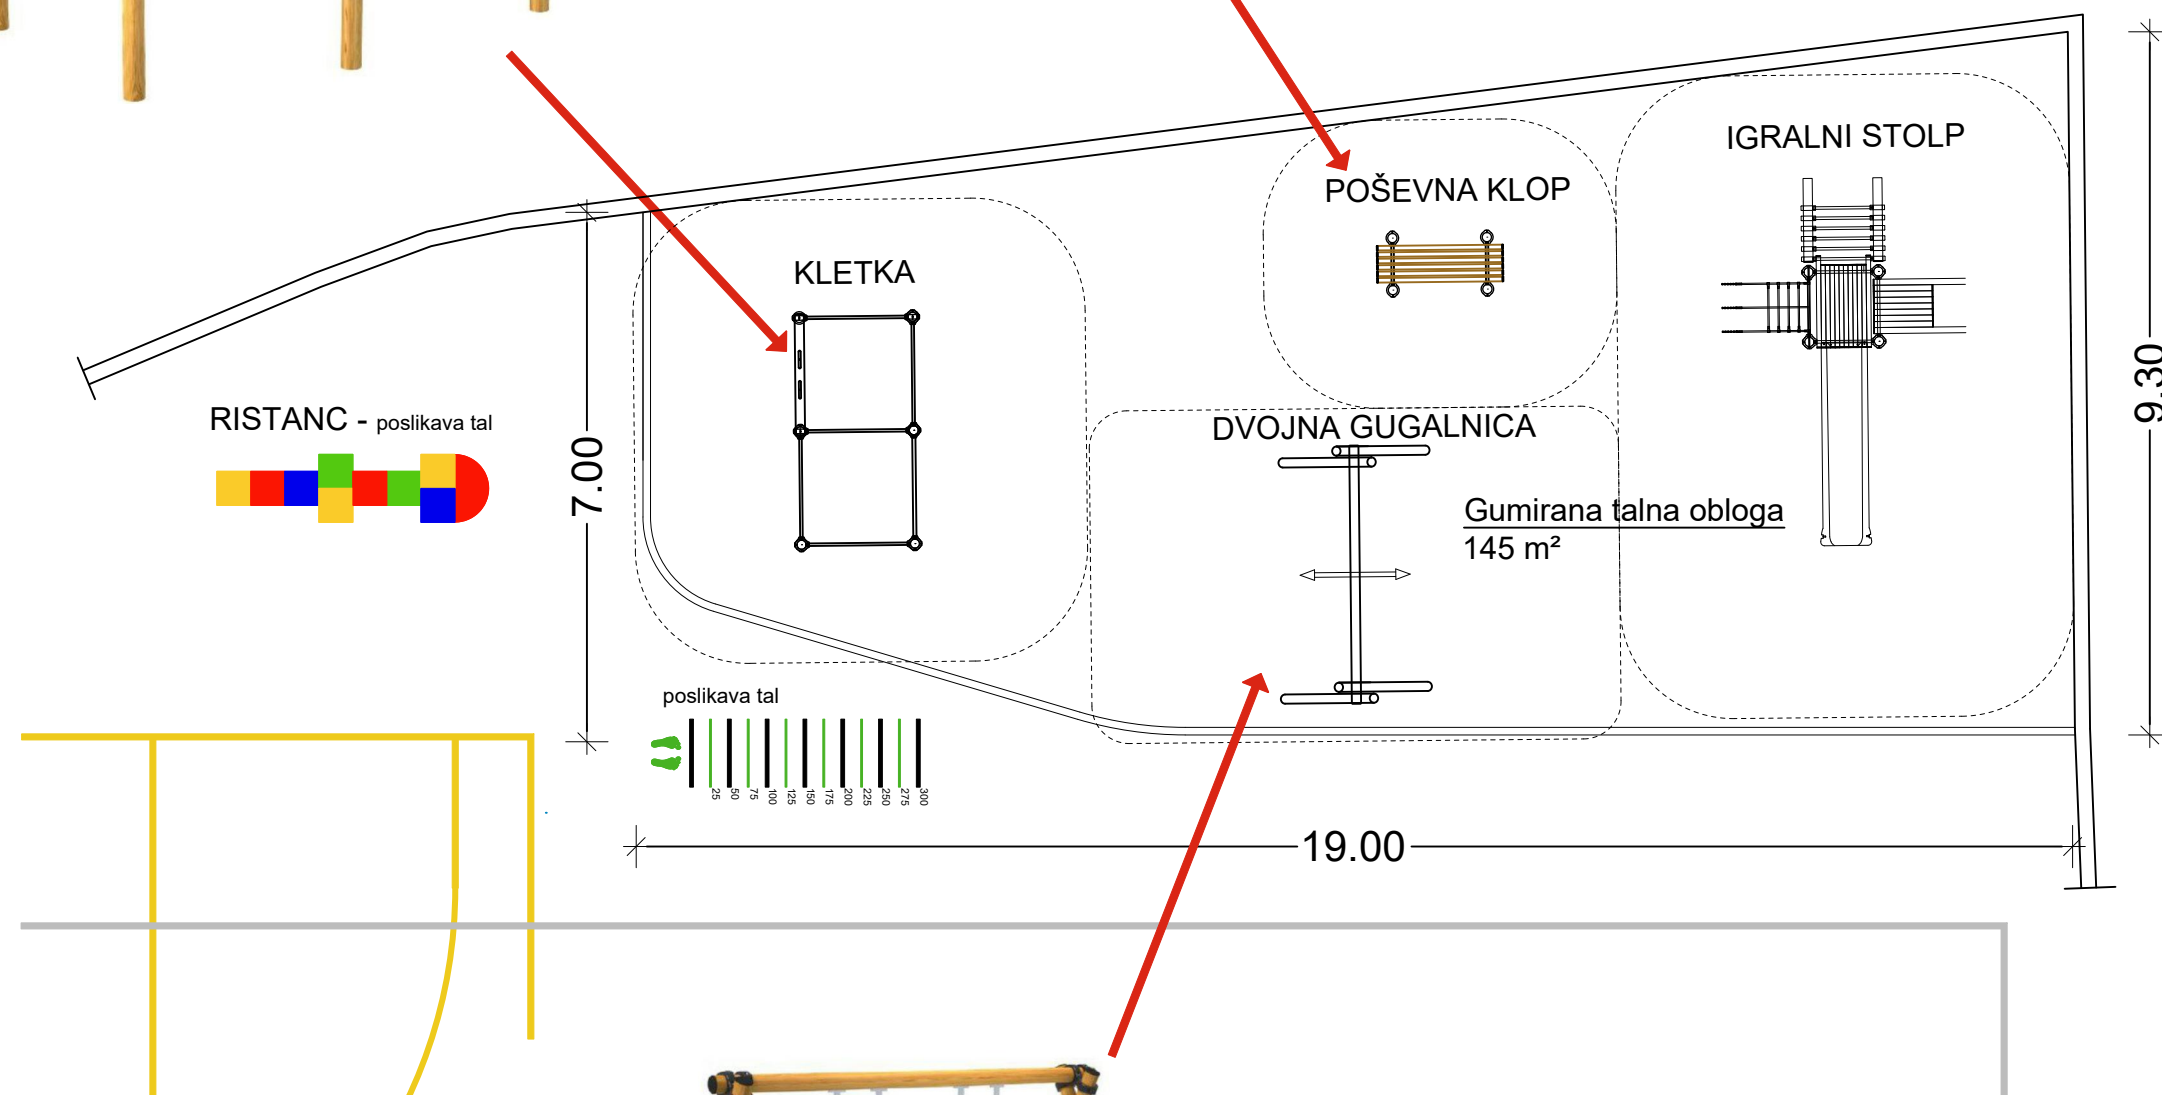 IGRALNI STOLP
POŠEVNA KLOP
KLETKA
9.30
RISTANC - poslikava tal
DVOJNA GUGALNICA
7.00
Gumirana talna obloga
145 m²
poslikava tal
25 50 75 100 125 150 175 200 225 250 275 300
19.00